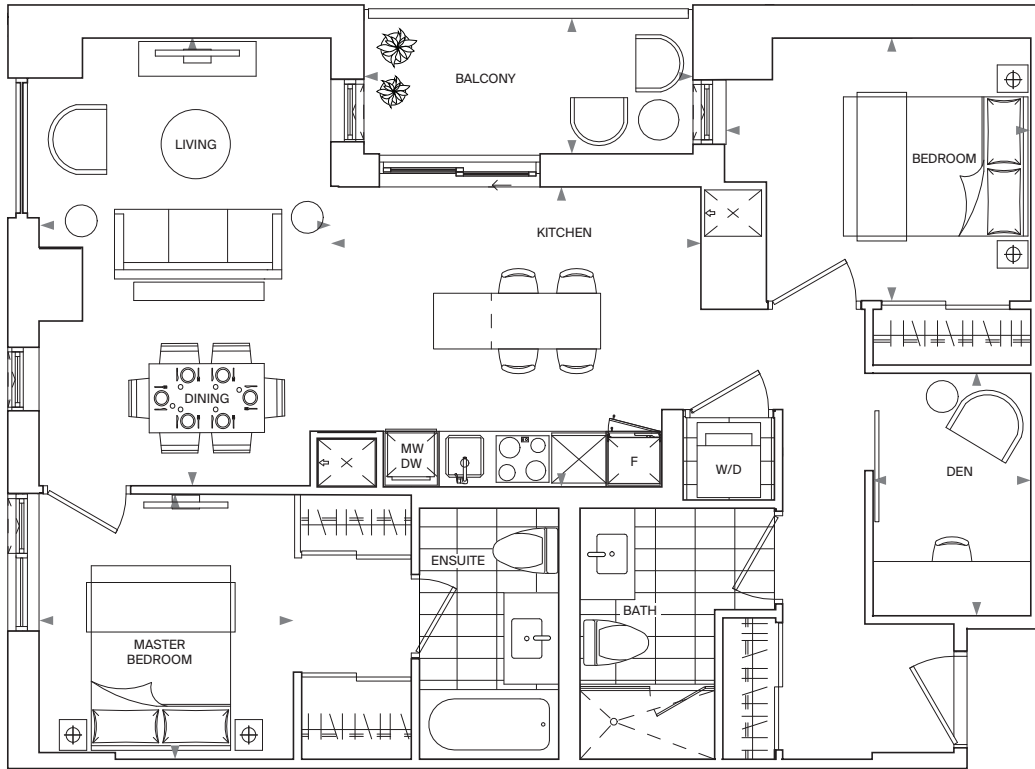 BALCONY
LIVING
BEDROOM
KITCHEN
DINING
MW
DW
F
W/D
DEN
ENSUITE
BATH
MASTER
BEDROOM